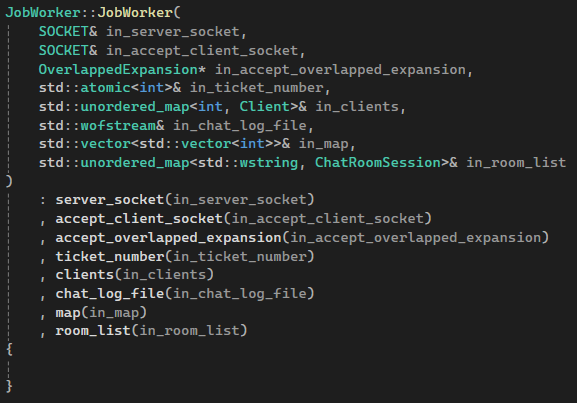 JobWorker::JobWorker(
    SOCKET& in_server_socket,
    SOCKET& in_accept_client_socket,
    OverlappedExpansion* in_accept_overlapped_expansion,
    std::atomic<int>& in_ticket_number,
    std::unordered_map<int, Client>& in_clients,
    std::wofstream& in_chat_log_file,
    std::vector<std::vector<int>>& in_map,
    std::unordered_map<std::wstring, ChatRoomSession>& in_room_list
)
    : server_socket(in_server_socket)
    , accept_client_socket(in_accept_client_socket)
    , accept_overlapped_expansion(in_accept_overlapped_expansion)
    , ticket_number(in_ticket_number)
    , clients(in_clients)
    , chat_log_file(in_chat_log_file)
    , map(in_map)
    , room_list(in_room_list)
{
}